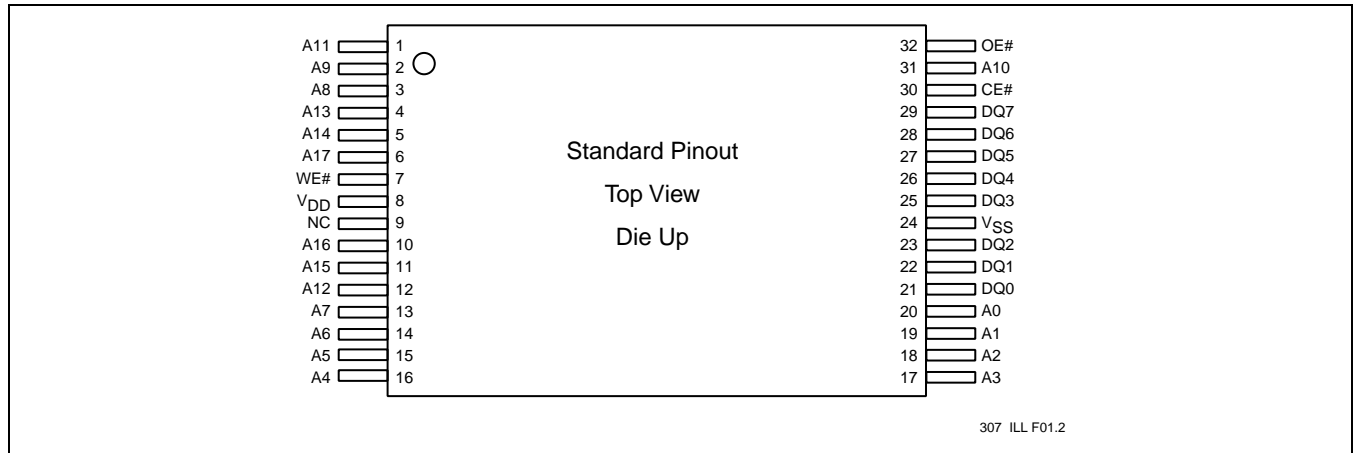 A11 1 32 OE#
A9 2 31 A10
A8 3 30 CE#
A13 4 29 DQ7
A14 5 28 DQ6
A17 6 27 DQ5
WE# 7 26 DQ4
VDD 8 25 DQ3
NC 9 24 VSS
A16 10 23 DQ2
A15 11 22 DQ1
A12 12 21 DQ0
A7 13 20 A0
A6 14 19 A1
A5 15 18 A2
A4 16 17 A3
Standard Pinout
Top View
Die Up
307 ILL F01.2